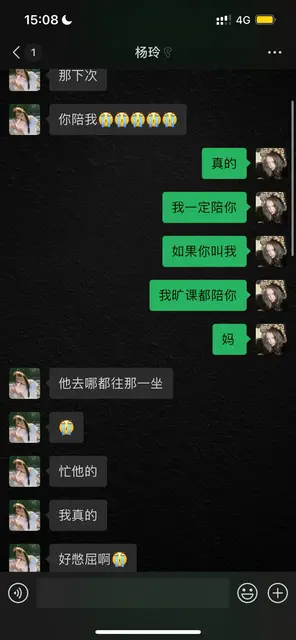 15:08
4G
1
杨玲
那下次
你陪我😭😭😭😭😭
真的
我一定陪你
如果你叫我
我旷课都陪你
妈
他去哪都往那一坐
😭
忙他的
我真的
好憋屈啊😭